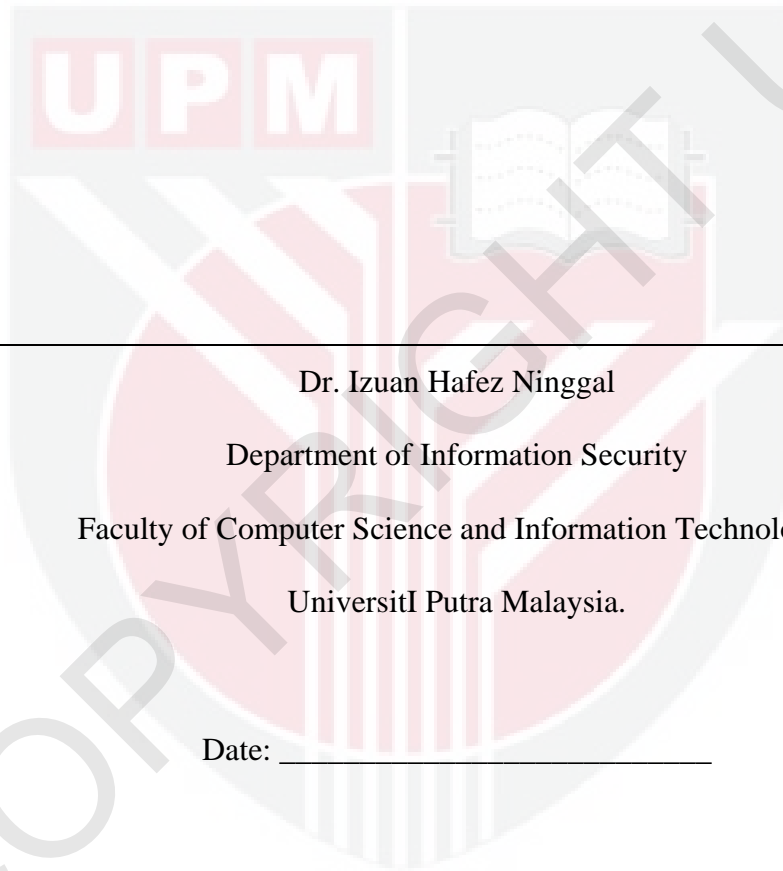 UPM
Dr. Izuan Hafez Ninggal
Department of Information Security
Faculty of Computer Science and Information
UniversitI Putra Malaysia.
Date: ___________________________